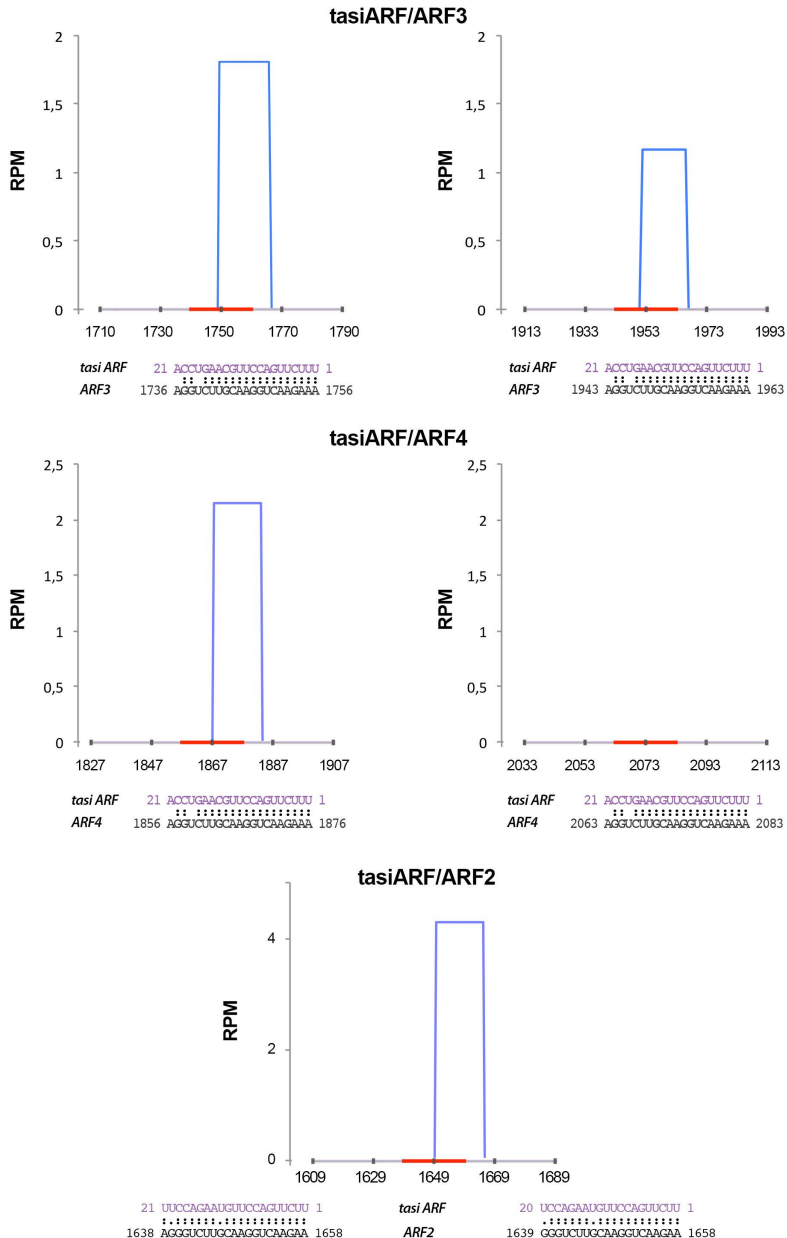 tasiARF/ARF3
2
1,5
1
0,5
0
RPM
1710 1730 1750 1770 1790
tasi ARF 21 ACCUGAACGUUCCAGUUCUUU 1
ARF3 1736 AGGUCUUGCAAGGUCAAGAAA 1756
2
1,5
1
0,5
0
RPM
1913 1933 1953 1973 1993
tasi ARF 21 ACCUGAACGUUCCAGUUCUUU 1
ARF3 1943 AGGUCUUGCAAGGUCAAGAAA 1963
tasiARF/ARF4
2,5
2
1,5
1
0,5
0
RPM
1827 1847 1867 1887 1907
tasi ARF 21 ACCUGAACGUUCCAGUUCUUU 1
ARF4 1856 AGGUCUUGCAAGGUCAAGAAA 1876
2,5
2
1,5
1
0,5
0
RPM
2033 2053 2073 2093 2113
tasi ARF 21 ACCUGAACGUUCCAGUUCUUU 1
ARF4 2063 AGGUCUUGCAAGGUCAAGAAA 2083
tasiARF/ARF2
4
2
0
RPM
1609 1629 1649 1669 1689
21 UUCCAGAAUGUUCCAGUUCUU 1 tasi ARF 20 UCCAGAAUGUUCCAGUUCUU 1
1638 AGGGUCUUGCAAGGUCAAGAA 1658 ARF2 1639 GGGUCUUGCAAGGUCAAGAA 1658